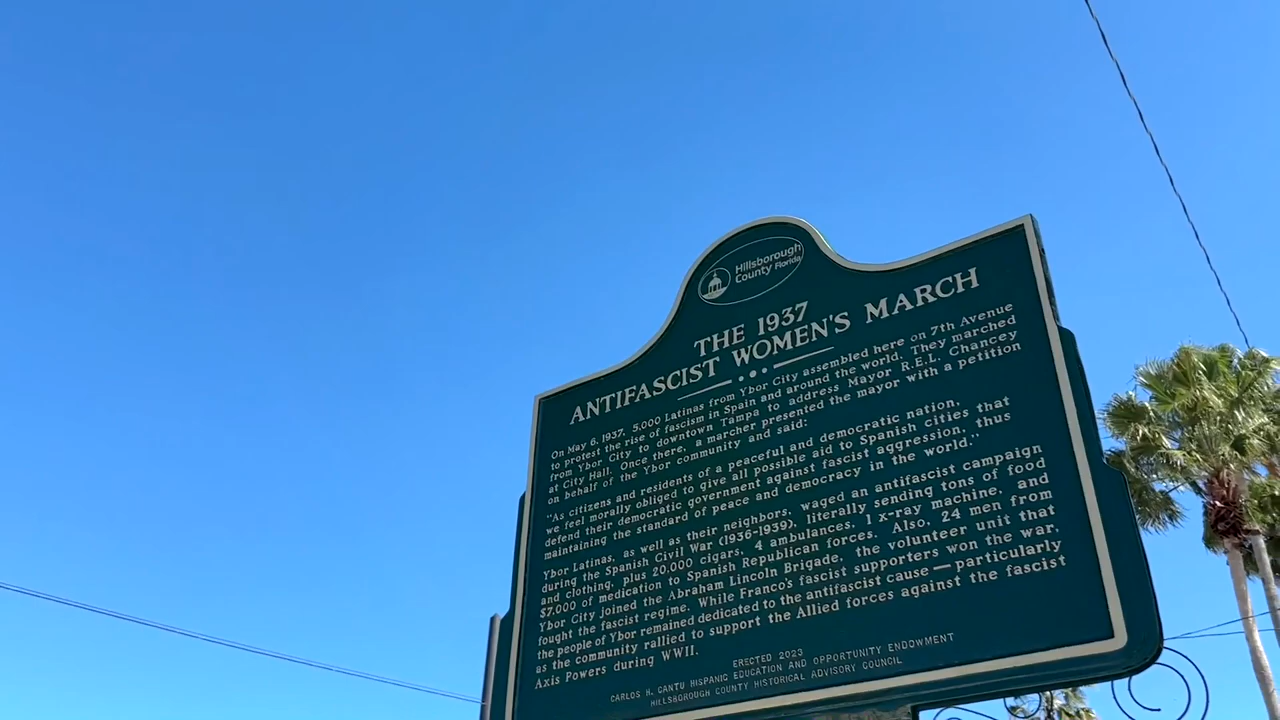 Hillsborough
County Florida
THE 1937
ANTIFASCIST WOMEN'S MARCH
On May 6, 1937, 5,000 Latinas from Ybor City assembled here on 7th Avenue
to protest the rise of fascism in Spain and around the world. They marched
from Ybor City to downtown Tampa to address Mayor R.E.L. Chancey
at City Hall. Once there, a marcher presented the mayor with a petition
on behalf of the Ybor community and said:
"As citizens and residents of a peaceful and democratic nation,
we feel morally obliged to give all possible aid to Spanish cities that
defend their democratic government against fascist aggression, thus
maintaining the standard of peace and democracy in the world."
Ybor Latinas, as well as their neighbors, waged an antifascist campaign
during the Spanish Civil War (1936-1939), literally sending tons of food
and clothing, plus 20,000 cigars, 4 ambulances, 1 x-ray machine, and
$7,000 of medication to Spanish Republican forces. Also, 24 men from
Ybor City joined the Abraham Lincoln Brigade, the volunteer unit that
fought the fascist regime. While Franco's fascist supporters won the war,
the people of Ybor remained dedicated to the antifascist cause — particularly
as the community rallied to support the Allied forces against the fascist
Axis Powers during WWII.
ERECTED 2023
CARLOS H. CANTU HISPANIC EDUCATION AND OPPORTUNITY ENDOWMENT
HILLSBOROUGH COUNTY HISTORICAL ADVISORY COUNCIL